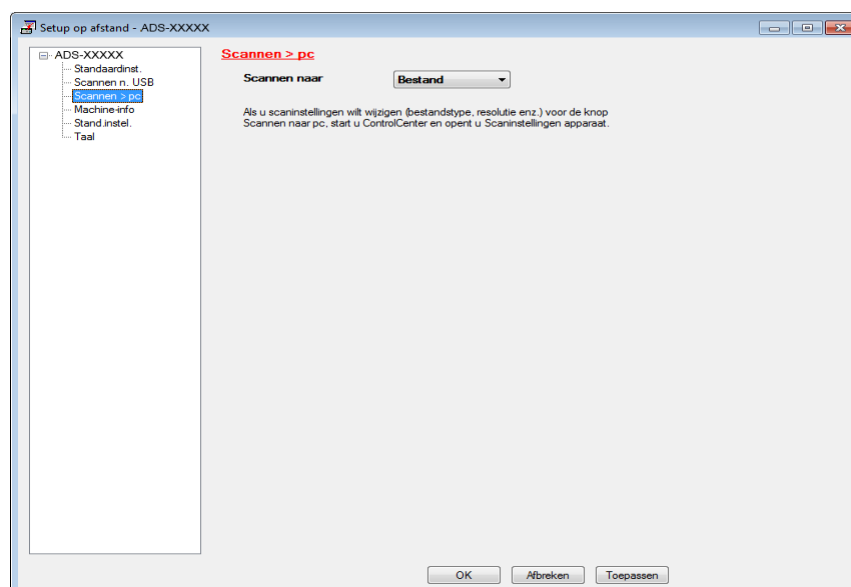 Setup op afstand - ADS-XXXXX
ADS-XXXXX
Standaardinst.
Scannen n. USB
Scannen > pc
Machine-info
Stand.instel.
Taal
Scannen > pc
Scannen naar
Bestand
Als u scaninstellingen wilt wijzigen (bestandstype, resolutie enz.) voor de knop
Scannen naar pc, start u ControlCenter en opent u Scaninstellingen apparaat.
OK
Afbreken
Toepassen